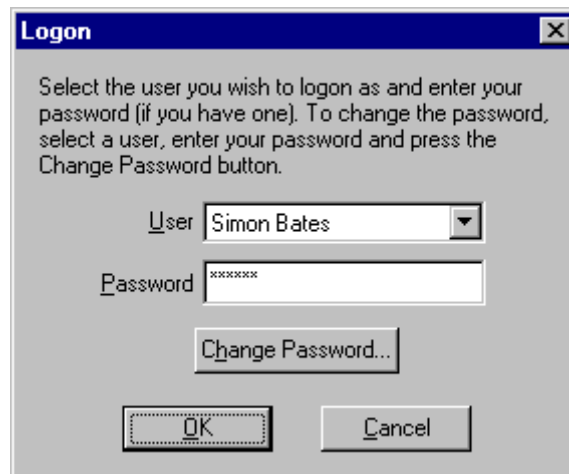 Logon
Select the user you wish to logon as and enter your
password (if you have one). To change the password,
select a user, enter your password and press the
Change Password button.
User Simon Bates
Password ******
Change Password...
OK Cancel